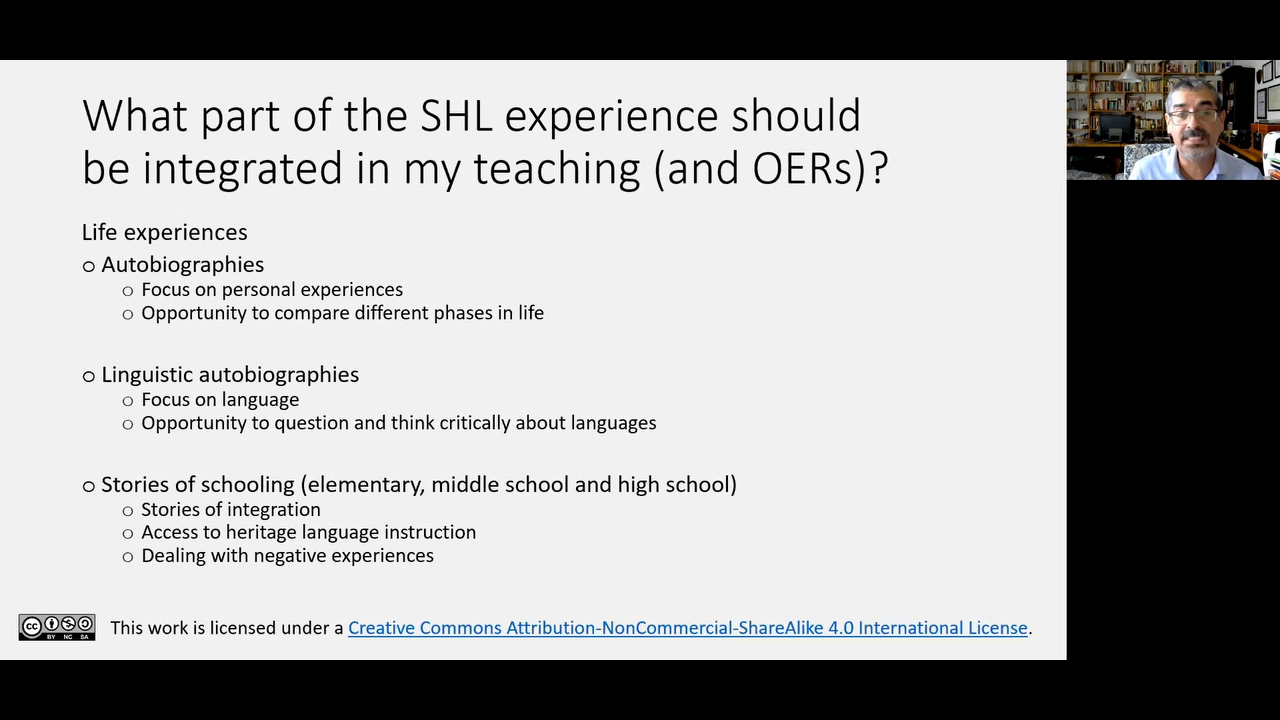 What part of the SHL experience should
be integrated in my teaching (and OERs)?
Life experiences
o Autobiographies
o Focus on personal experiences
o Opportunity to compare different phases in life
o Linguistic autobiographies
o Focus on language
o Opportunity to question and think critically about languages
o Stories of schooling (elementary, middle school and high school)
o Stories of integration
o Access to heritage language instruction
o Dealing with negative experiences
cc BY NC SA
This work is licensed under a Creative Commons Attribution-NonCommercial-ShareAlike 4.0 International License.